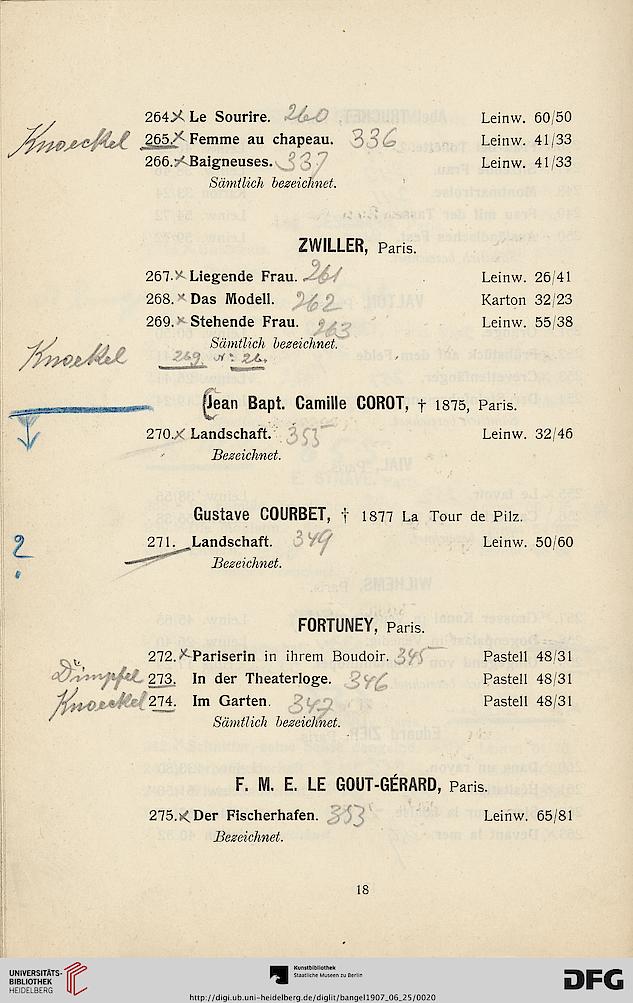 264. Le Sourire. 260 Leinw. 60/50
Knoeckel 265. Femme au chapeau. 336 Leinw. 41/33
266. Baigneuses. 337 Leinw. 41/33
Sämtlich bezeichnet.
ZWILLER, Paris.
267. Liegende Frau. 261 Leinw. 26/41
268. Das Modell. 262 Karton 32/23
269. Stehende Frau. 263 Leinw. 55/38
Sämtlich bezeichnet.
Knoeckel 269
Jean Bapt. Camille COROT, † 1875, Paris.
270. Landschaft. 355 Leinw. 32/46
Bezeichnet.
Gustave COURBET, † 1877 La Tour de Pilz.
? 271. Landschaft. 349 Leinw. 50/60
Bezeichnet.
FORTUNEY, Paris.
272. Pariserin in ihrem Boudoir. 345 Pastell 48/31
Dümpfel 273. In der Theaterloge. 346 Pastell 48/31
Knoeckel 274. Im Garten. 347 Pastell 48/31
Sämtlich bezeichnet.
F. M. E. LE GOUT-GÉRARD, Paris.
275. Der Fischerhafen. 353 Leinw. 65/81
Bezeichnet.
18
UNIVERSITÄTS-
BIBLIOTHEK
HEIDELBERG
Kunstbibliothek
Staatliche Museen zu Berlin
DFG
http://digi.ub.uni-heidelberg.de/diglit/bangel1907_06_25/0020